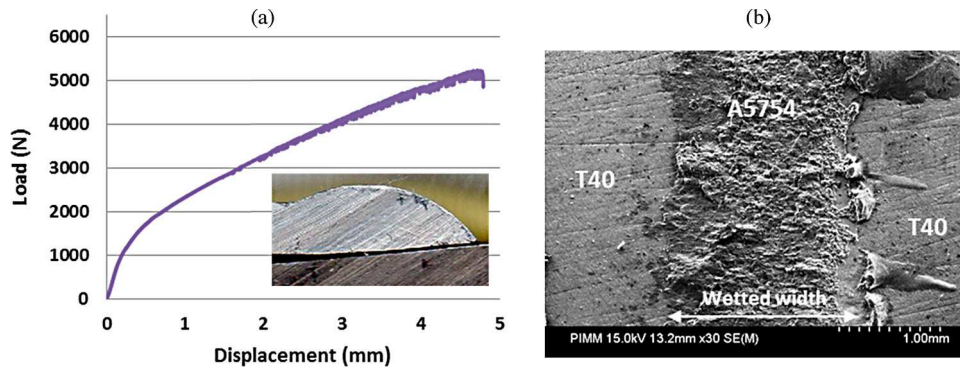 (a)
6000
5000
4000
3000
2000
1000
0
Load (N)
0 1 2 3 4 5
Displacement (mm)
(b)
A5754
T40
T40
Wetted width
PIMM 15.0kV 13.2mm x30 SE(M) 1.00mm